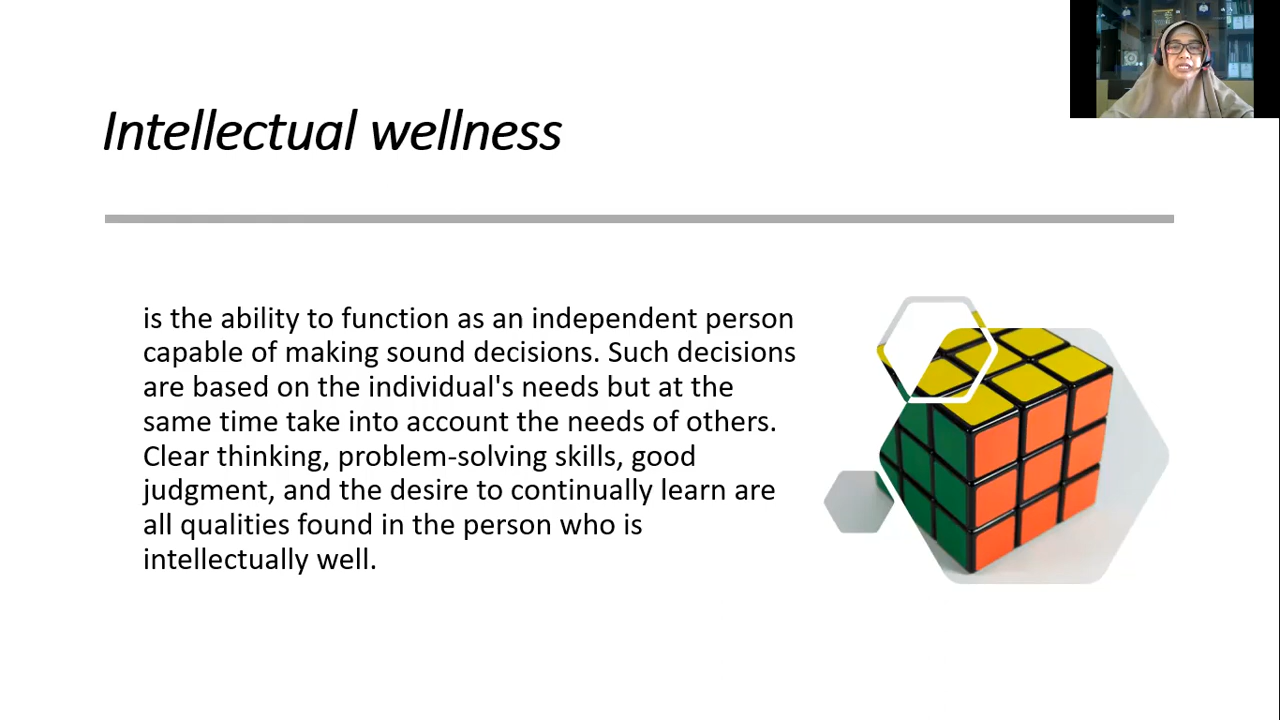 Intellectual wellness
is the ability to function as an independent person
capable of making sound decisions. Such decisions
are based on the individual's needs but at the
same time take into account the needs of others.
Clear thinking, problem-solving skills, good
judgment, and the desire to continually learn are
all qualities found in the person who is
intellectually well.